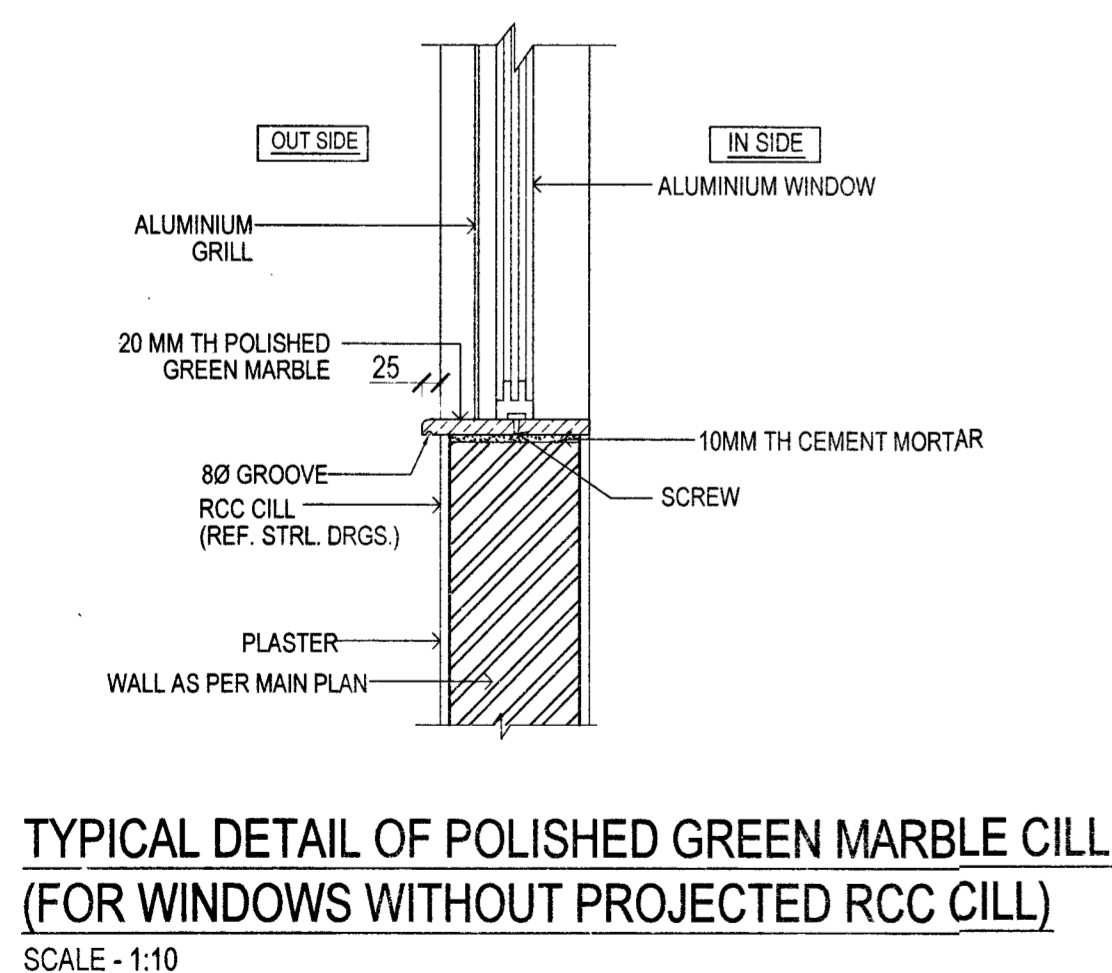 OUT SIDE
IN SIDE
ALUMINIUM WINDOW
ALUMINIUM
GRILL
20 MM TH POLISHED
GREEN MARBLE
25
10MM TH CEMENT MORTAR
8Ø GROOVE
SCREW
RCC CILL
(REF. STRL. DRGS.)
PLASTER
WALL AS PER MAIN PLAN
TYPICAL DETAIL OF POLISHED GREEN MARBLE CILL
(FOR WINDOWS WITHOUT PROJECTED RCC CILL)
SCALE - 1:10